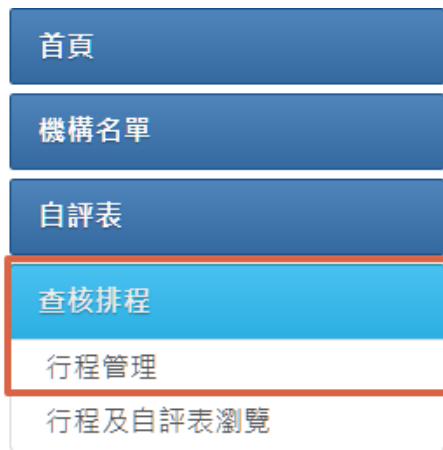 首頁
機構名單
自評表
查核排程
行程管理
行程及自評表瀏覽